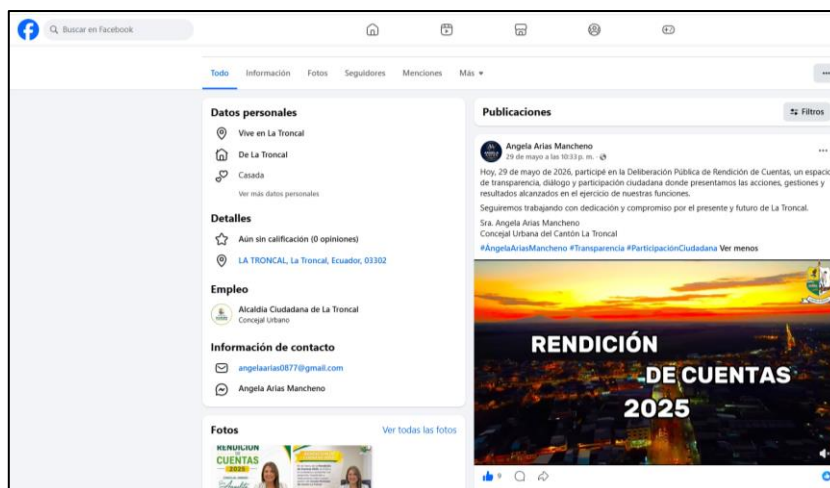 Buscar en Facebook
Todo Información Fotos Seguidores Menciones Más
Datos personales
Vive en La Troncal
De La Troncal
Casada
Ver más datos personales
Detalles
Aún sin calificación (0 opiniones)
LA TRONCAL, La Troncal, Ecuador, 03302
Empleo
Alcaldía Ciudadana de La Troncal
Concejal Urbano
Información de contacto
angelaarias0877@gmail.com
Angela Arias Mancheno
Fotos
Ver todas las fotos
RENDICIÓN
CUENTAS
2025
Publicaciones
Filtros
Angela Arias Mancheno
29 de mayo a las 10:33 p. m.
Hoy, 29 de mayo de 2026, participé en la Deliberación Pública de Rendición de Cuentas, un espacio
de transparencia, diálogo y participación ciudadana donde presentamos las acciones, gestiones y
resultados alcanzados en el ejercicio de nuestras funciones.
Seguiremos trabajando con dedicación y compromiso por el presente y futuro de La Troncal.
Sra. Angela Arias Mancheno
Concejal Urbana del Cantón La Troncal
#ÁngelaAriasMancheno #Transparencia #ParticipaciónCiudadana Ver menos
RENDICIÓN
DE CUENTAS
2025
9